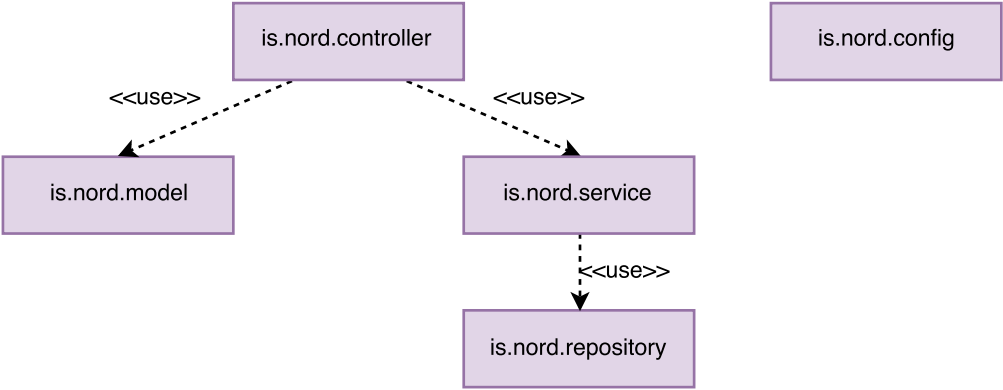 is.nord.controller
is.nord.config
<<use>>
<<use>>
is.nord.model
is.nord.service
<<use>>
is.nord.repository